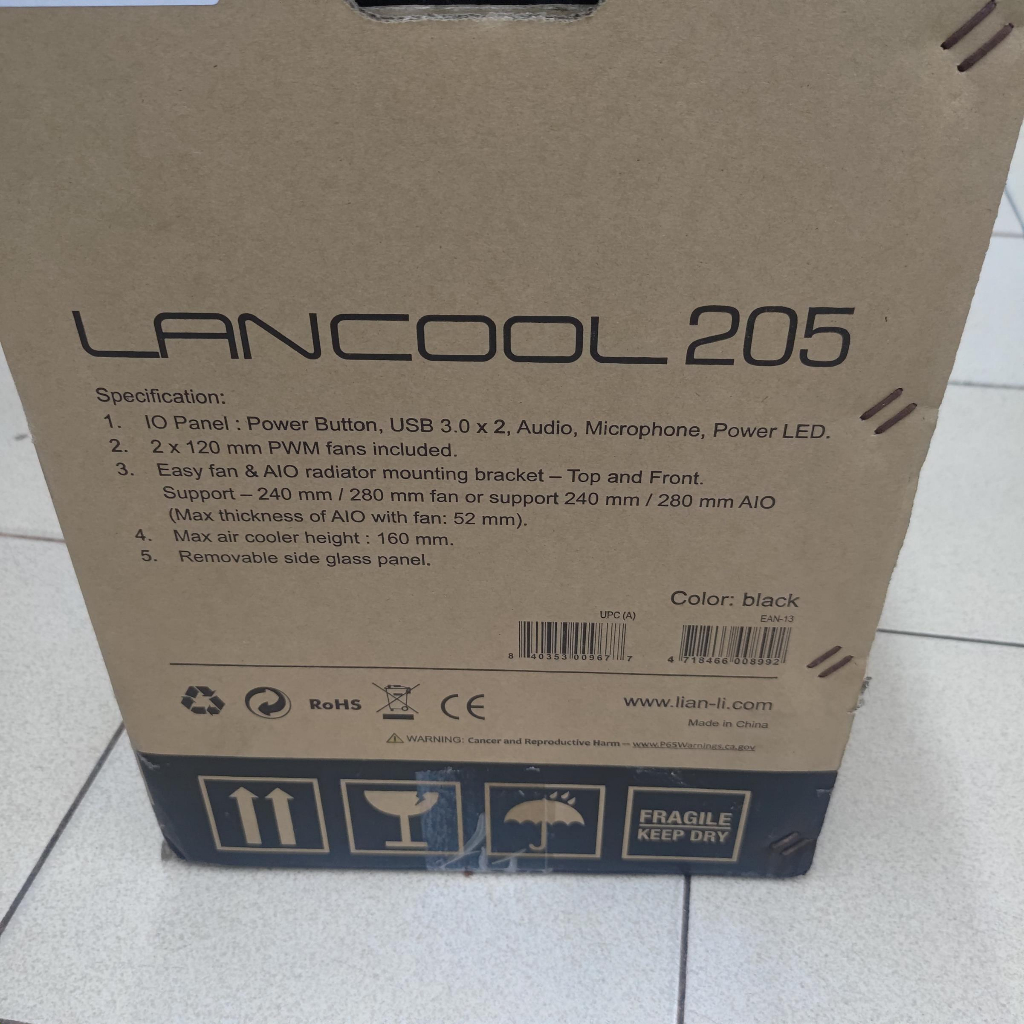 LANCOOL 205
Specification:
1. IO Panel : Power Button, USB 3.0 x 2, Audio, Microphone, Power LED.
2. 2 x 120 mm PWM fans included.
3. Easy fan & AIO radiator mounting bracket – Top and Front.
Support – 240 mm / 280 mm fan or support 240 mm / 280 mm AIO
(Max thickness of AIO with fan: 52 mm).
4. Max air cooler height : 160 mm.
5. Removable side glass panel.
Color: black
UPC (A)
EAN-13
8 40353 00967 7
4 718466 008992
RoHS
CE
www.lian-li.com
Made in China
WARNING: Cancer and Reproductive Harm – www.P65Warnings.ca.gov
FRAGILE
KEEP DRY